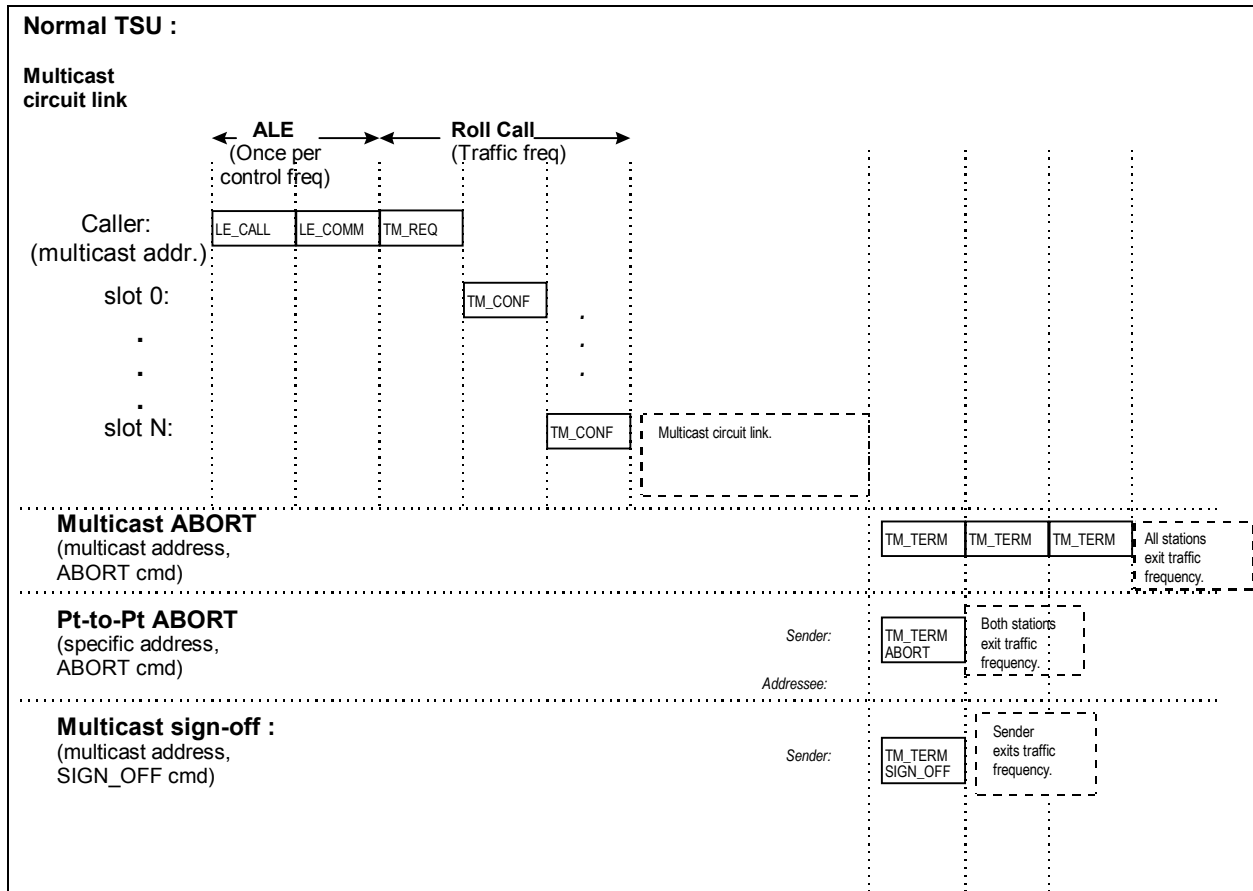 Normal TSU :
Multicast
circuit link
ALE
(Once per
control freq)
Roll Call
(Traffic freq)
Caller:
(multicast addr.)
LE_CALL
LE_COMM
TM_REQ
slot 0:
TM_CONF
.
.
.
.
.
.
slot N:
TM_CONF
Multicast circuit link.
Multicast ABORT
(multicast address,
ABORT cmd)
TM_TERM
TM_TERM
TM_TERM
All stations
exit traffic
frequency.
Pt-to-Pt ABORT
(specific address,
ABORT cmd)
Sender:
TM_TERM
ABORT
Both stations
exit traffic
frequency.
Addressee:
Multicast sign-off :
(multicast address,
SIGN_OFF cmd)
Sender:
TM_TERM
SIGN_OFF
Sender
exits traffic
frequency.